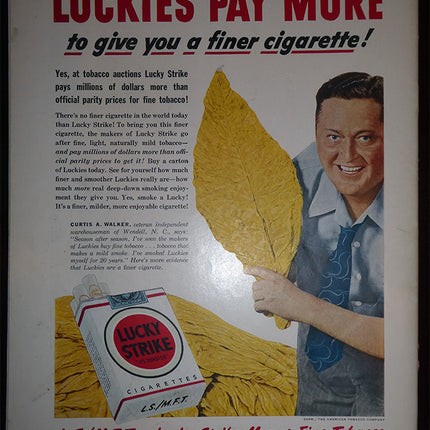 LUCKIES PAY MORE
to give you a finer cigarette!
Yes, at tobacco auctions Lucky Strike
pays millions of dollars more than
official parity prices for fine tobacco!
There's no finer cigarette in the world today
than Lucky Strike! To bring you this finer
cigarette, the makers of Lucky Strike go
after fine, light, naturally mild tobacco—
and pay millions of dollars more than offi-
cial parity prices to get it! Buy a carton
of Luckies today. See for yourself how much
finer and smoother Luckies really are—how
much more real deep-down smoking enjoy-
ment they give you. Yes, smoke a Lucky!
It's a finer, milder, more enjoyable cigarette!
CURTIS A. WALKER, veteran independent
warehouseman of Wendell, N. C., says:
"Season after season, I've seen the makers
of Luckies buy fine tobacco . . . tobacco that
makes a mild smoke. I've smoked Luckies
myself for 20 years." Here's more evidence
that Luckies are a finer cigarette.
LUCKY
STRIKE
"IT'S TOASTED"
CIGARETTES
L.S./M.F.T.
COPR., THE AMERICAN TOBACCO COMPANY